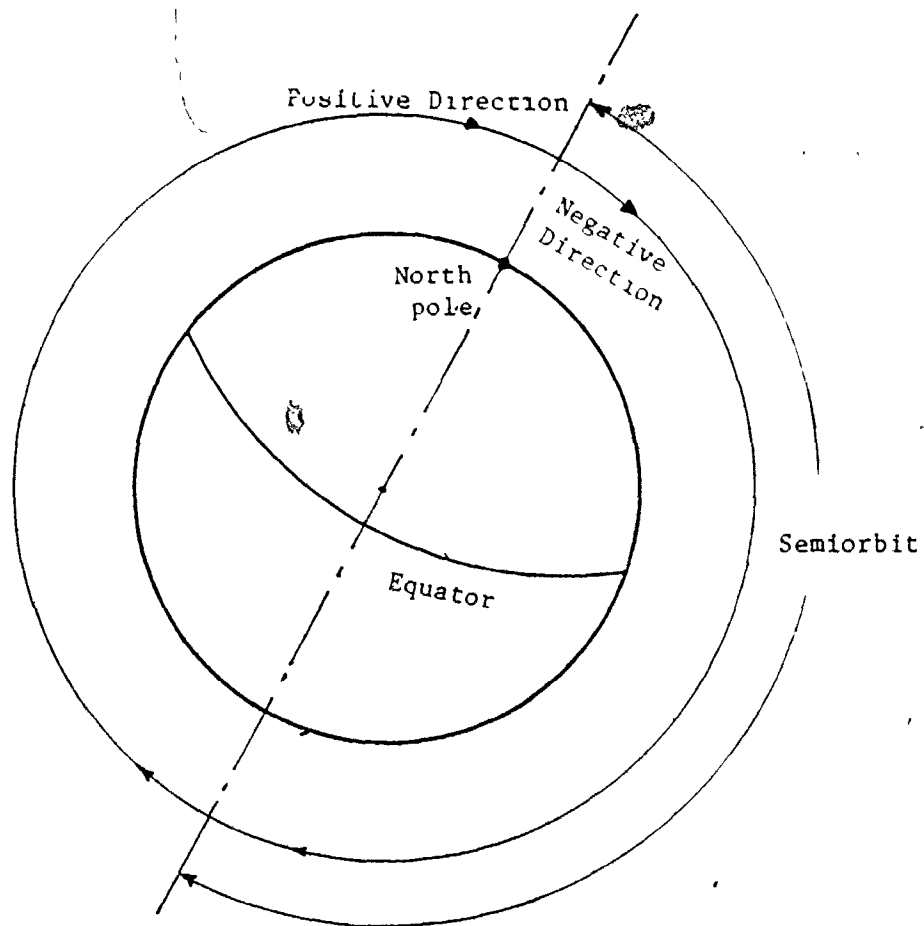 Positive Direction
Negative
Direction
North
pole
Semiorbit
Equator